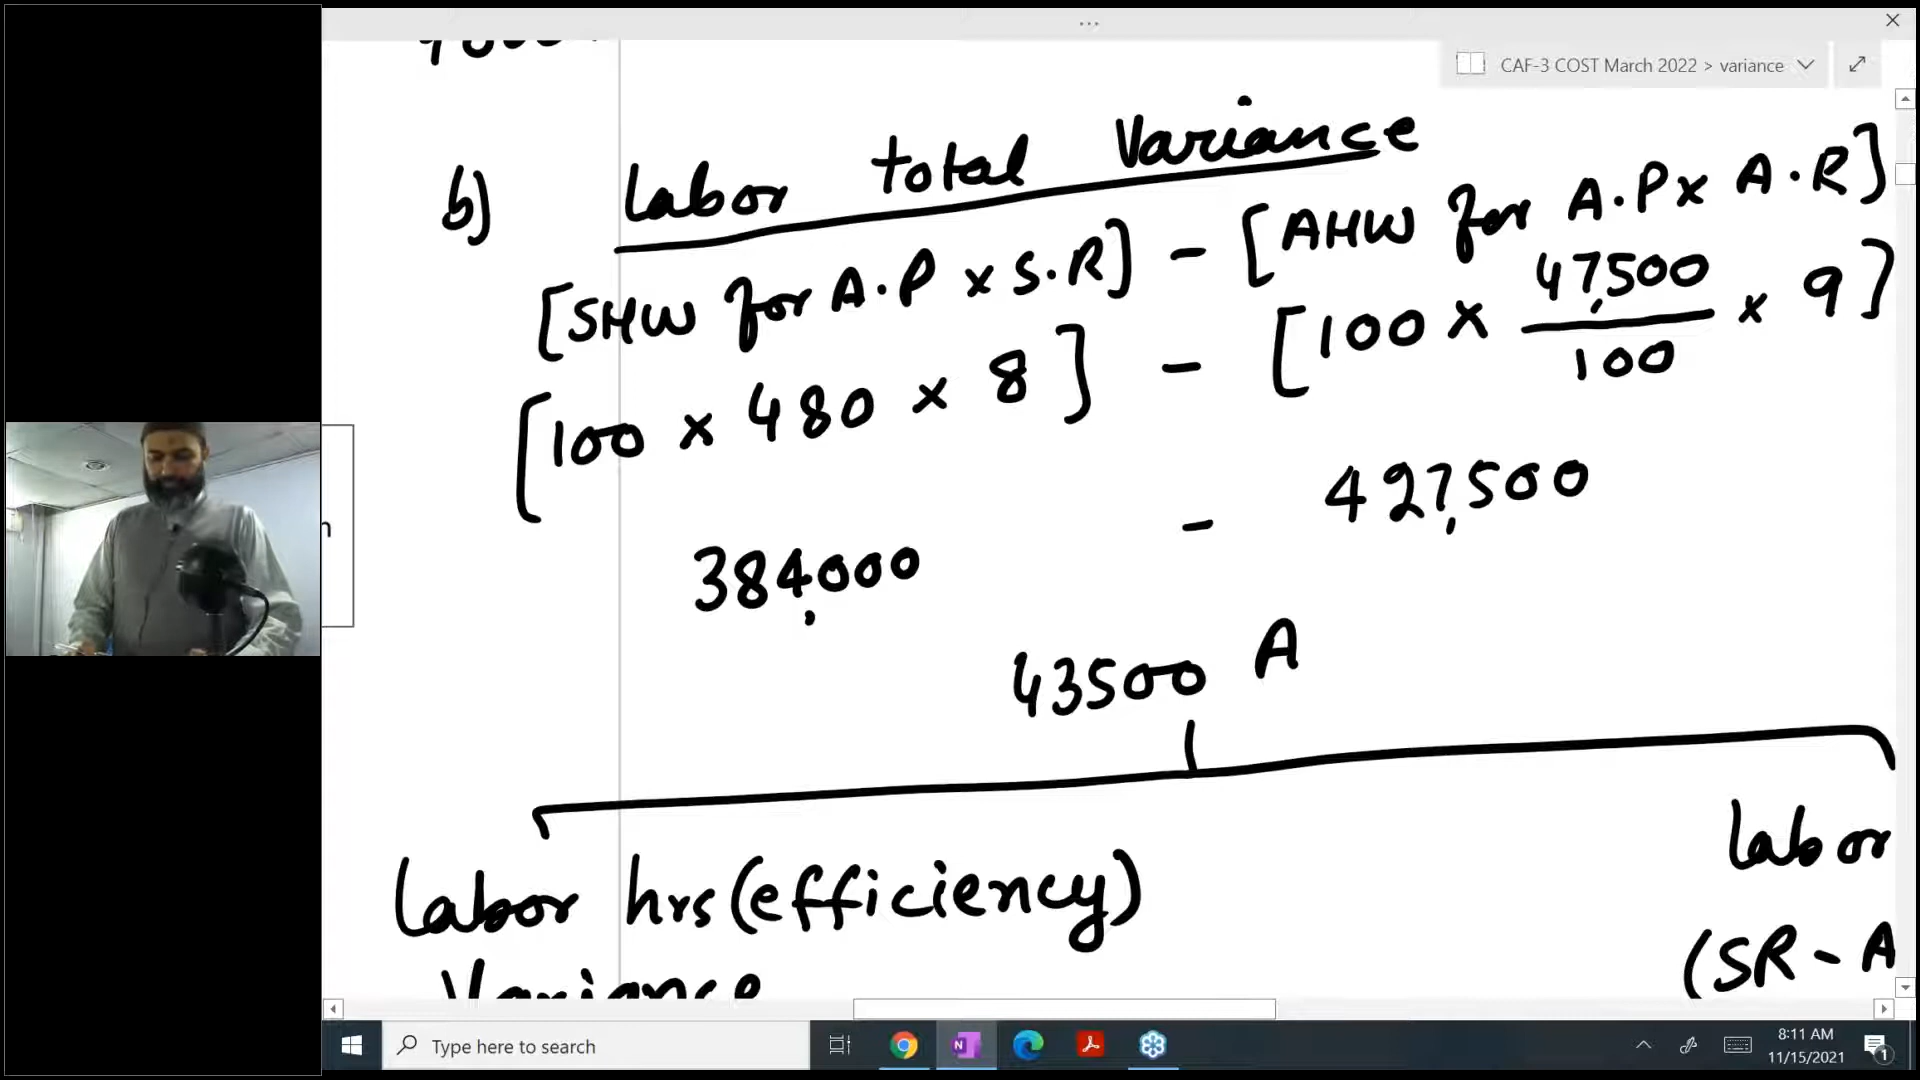 CAF-3 COST March 2022 > variance
b) Labor total Variance
[SHW for A.P x S.R] - [AHW for A.P x A.R]
[100 x 480 x 8] - [100 x 47,500/100 x 9]
384,000 - 427,500
43500 A
Labor hrs (efficiency)
Variance
Labor
(SR - A
n
Type here to search
8:11 AM
11/15/2021
1